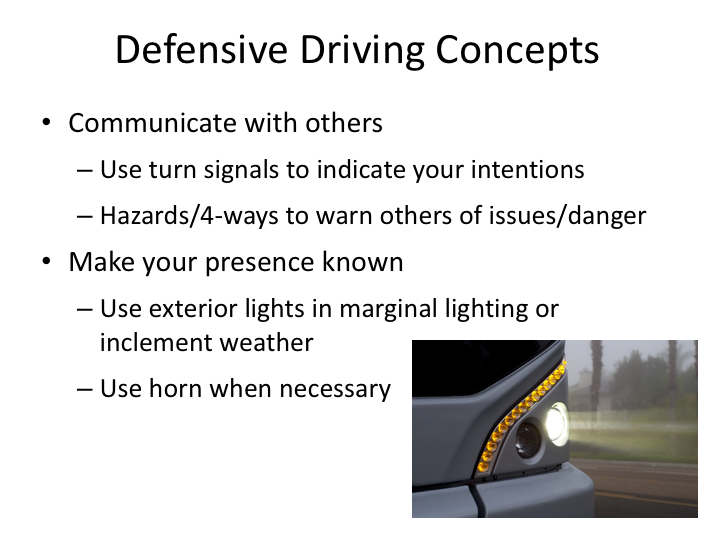 Defensive Driving Concepts
• Communicate with others
– Use turn signals to indicate your intentions
– Hazards/4-ways to warn others of issues/danger
• Make your presence known
– Use exterior lights in marginal lighting or
inclement weather
– Use horn when necessary